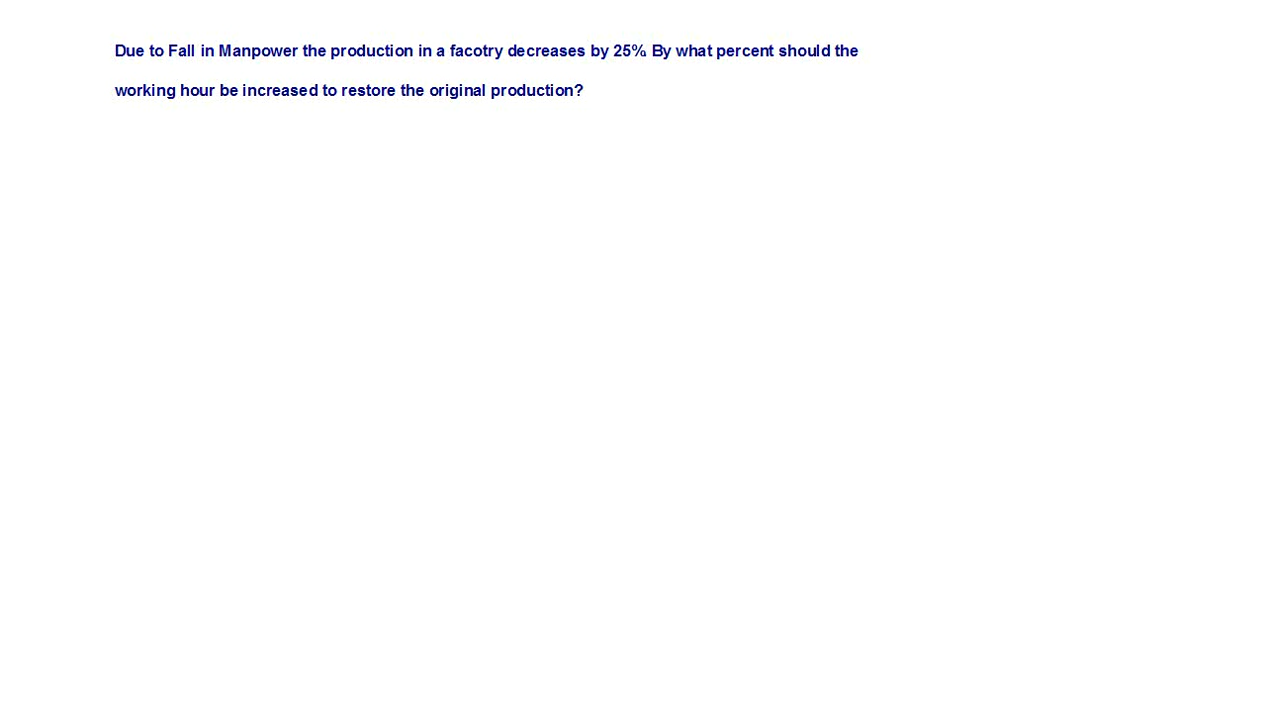 Due to Fall in Manpower the production in a facotry decreases by 25% By what percent should the
working hour be increased to restore the original production?